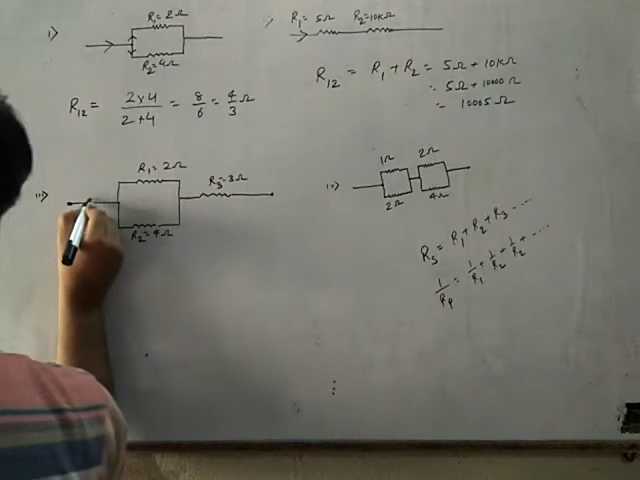 i>
R₁=2Ω
R₂=4Ω
R₁₂ = 2×4 / 2+4 = 8/6 = 4/3 Ω
R₁=5Ω R₂=10KΩ
R₁₂ = R₁ + R₂ = 5Ω + 10KΩ
: 5Ω + 10000 Ω
= 10005 Ω
ii>
R₁=2Ω
R₃=3Ω
R₂=4Ω
ii>
1Ω 2Ω
2Ω 4Ω
Rs = R₁ + R₂ + R₃ ....
1/Rp = 1/R₁ + 1/R₂ + 1/R₂ + ....